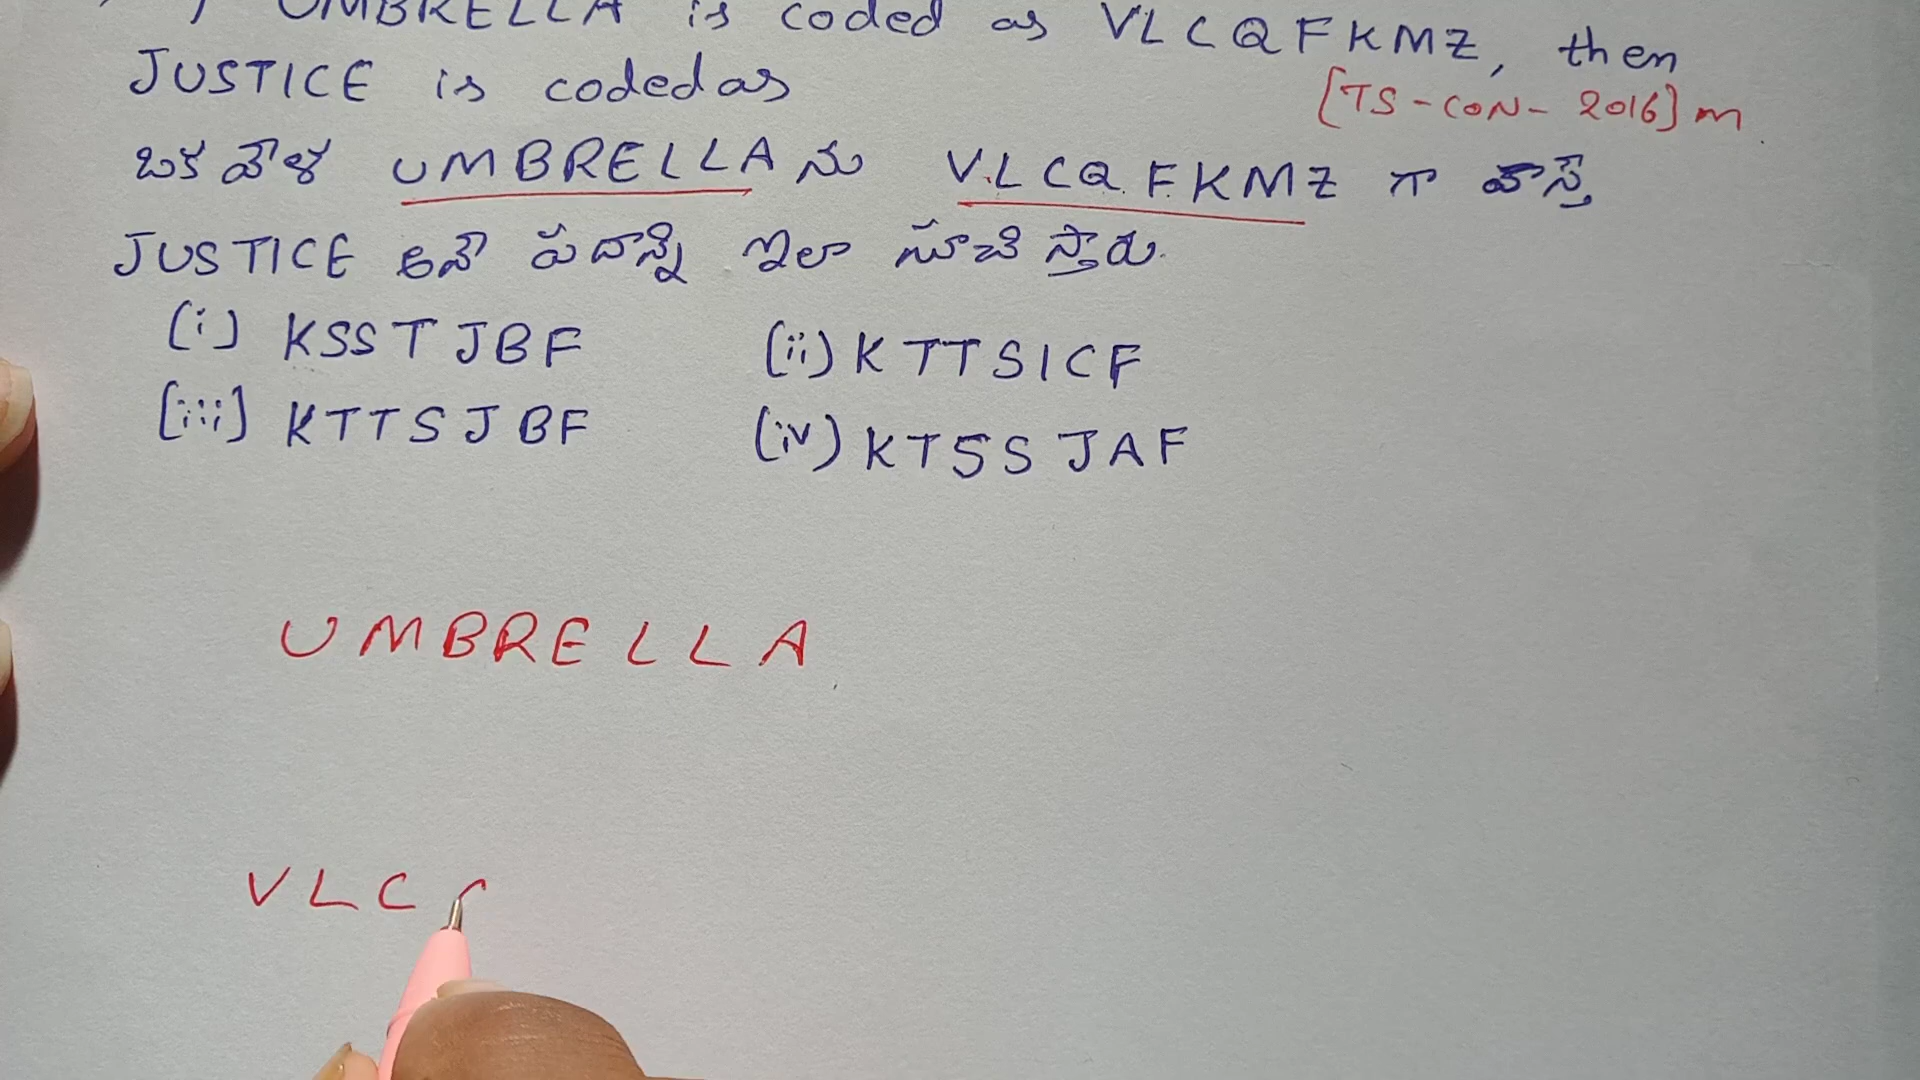 UMBRELLA is coded as VLCQFKMZ, then
JUSTICE is coded as
[TS-CON-2016] m
ఒకవేళ UMBRELLA ను VLCQFKMZ గా వ్రాస్తే
JUSTICE అనే పదాన్ని ఇలా సూచిస్తారు.
(i) KSSTJBF (ii) KTTSICF
(iii) KTTSJBF (iv) KTSSJAF
UMBRELLA
VLC